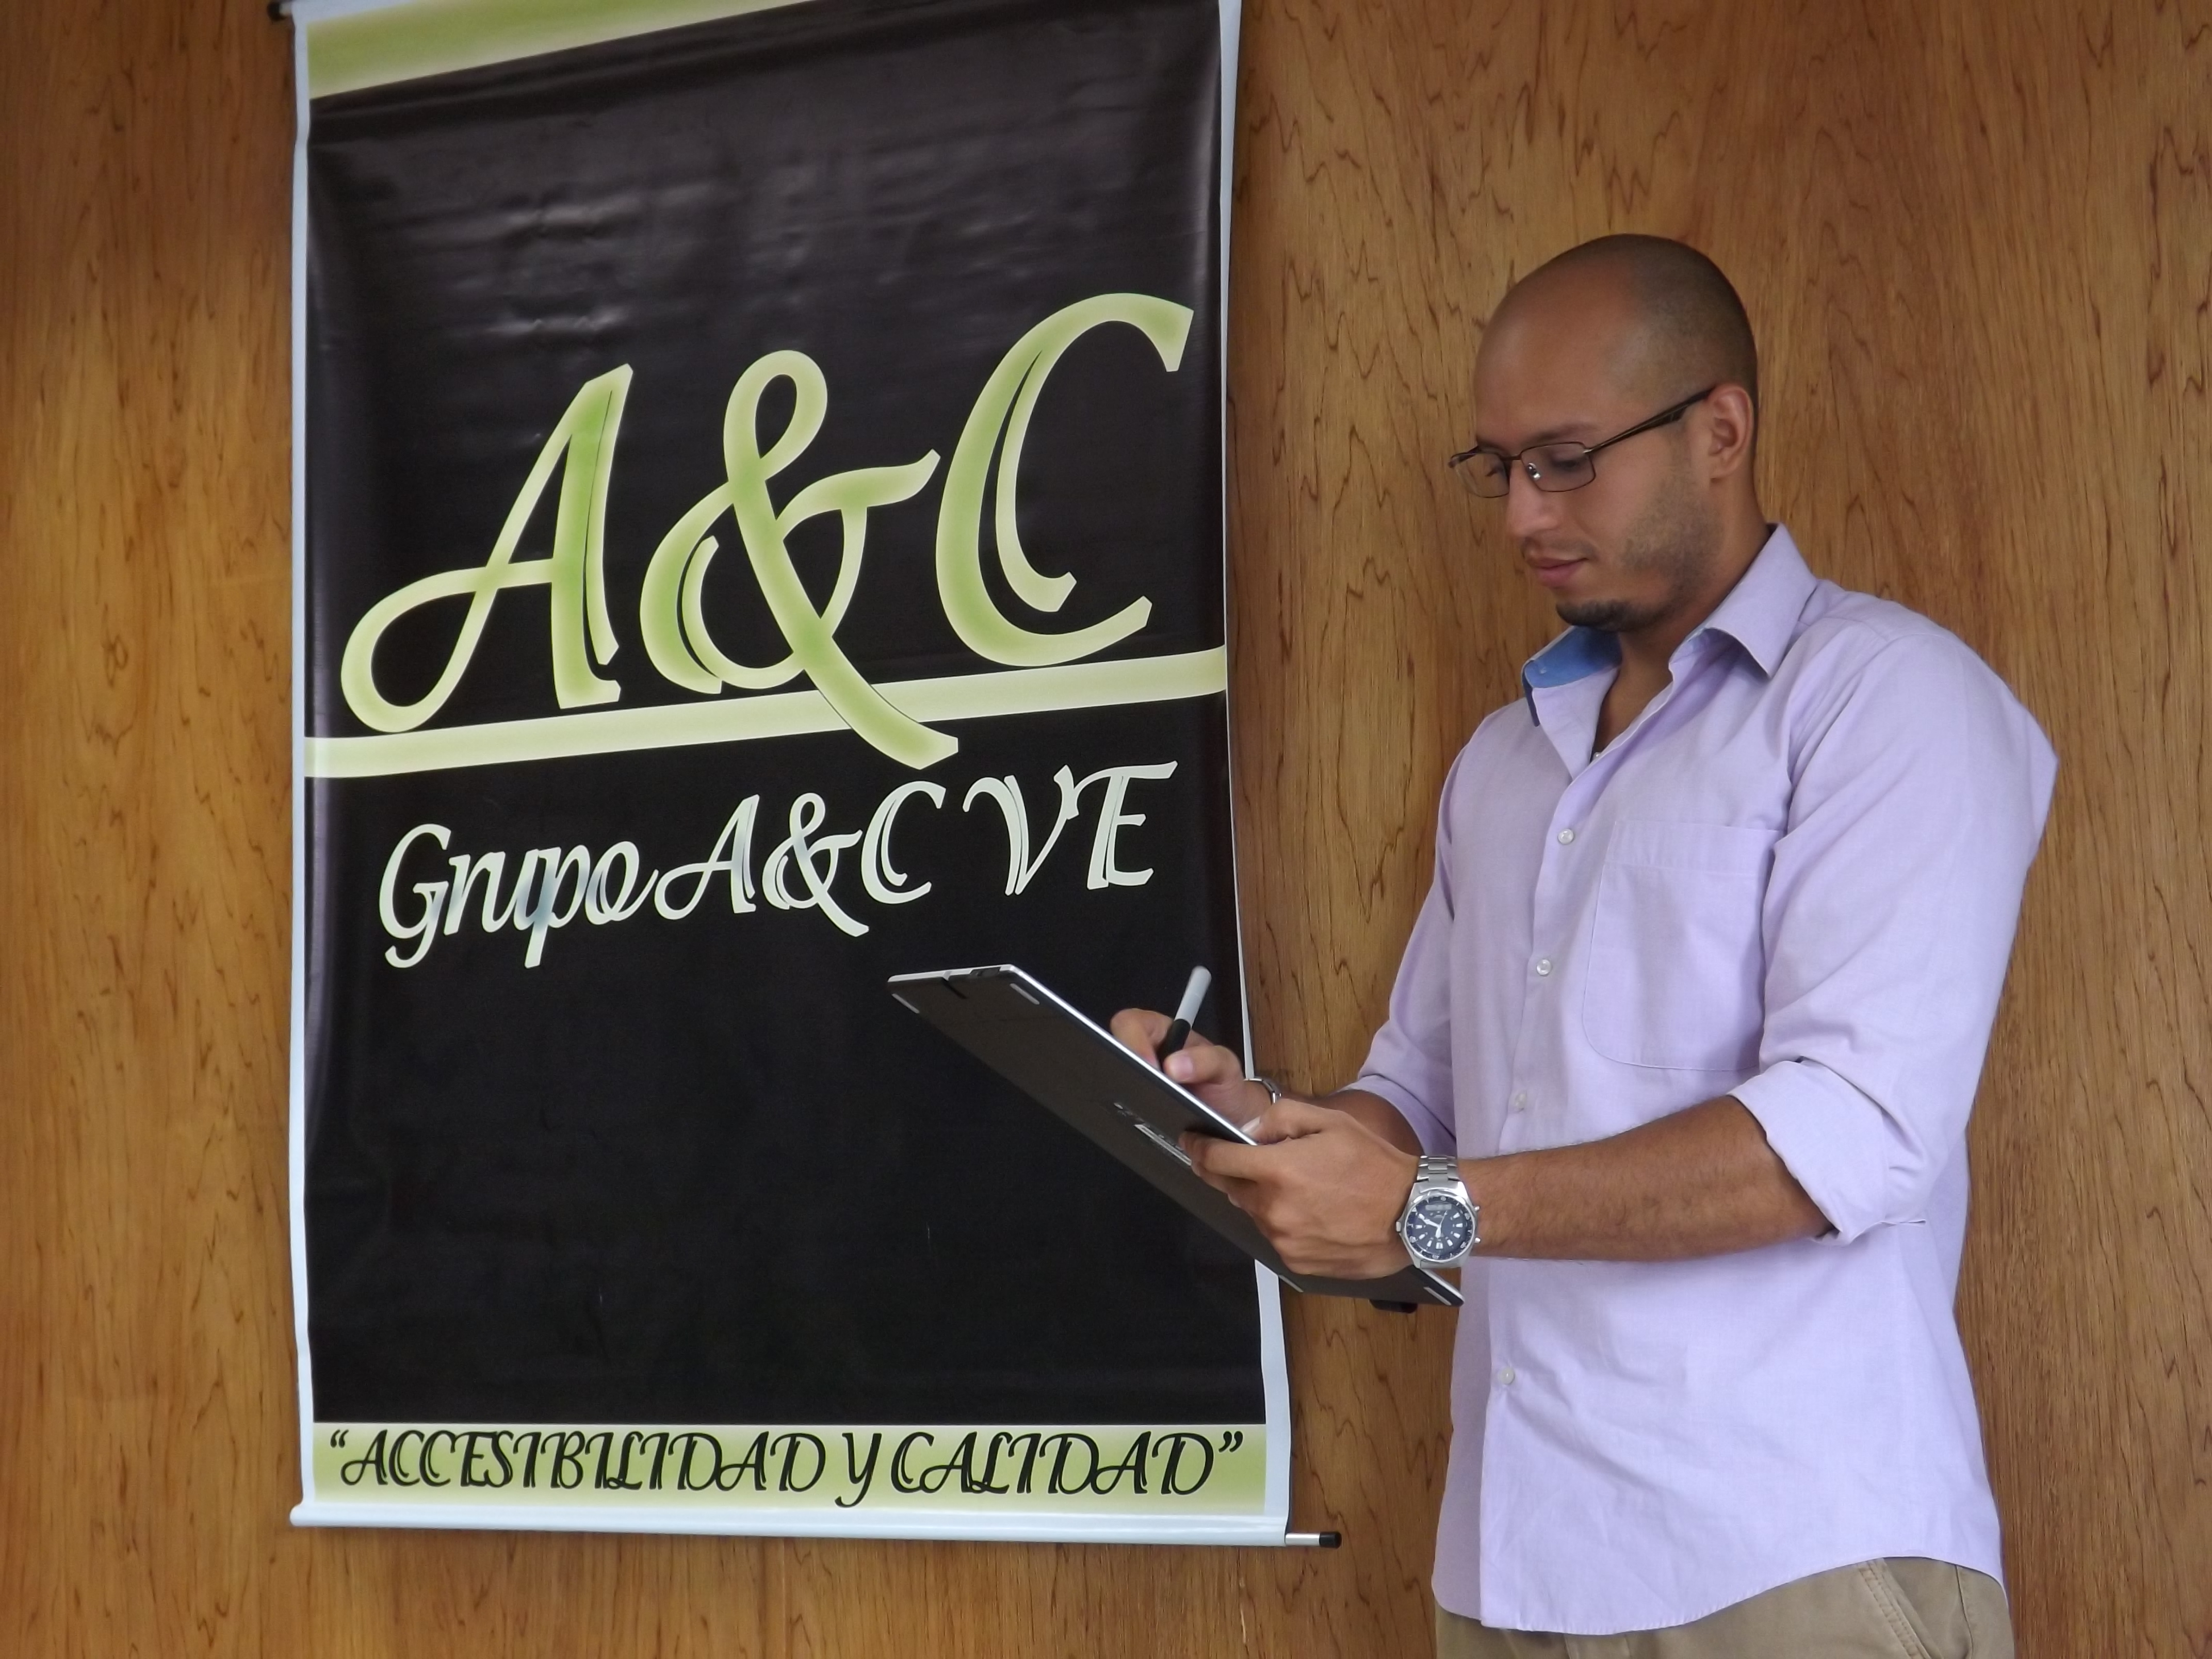 A&C
Grupo A&C VE
“ACCESIBILIDAD Y CALIDAD”